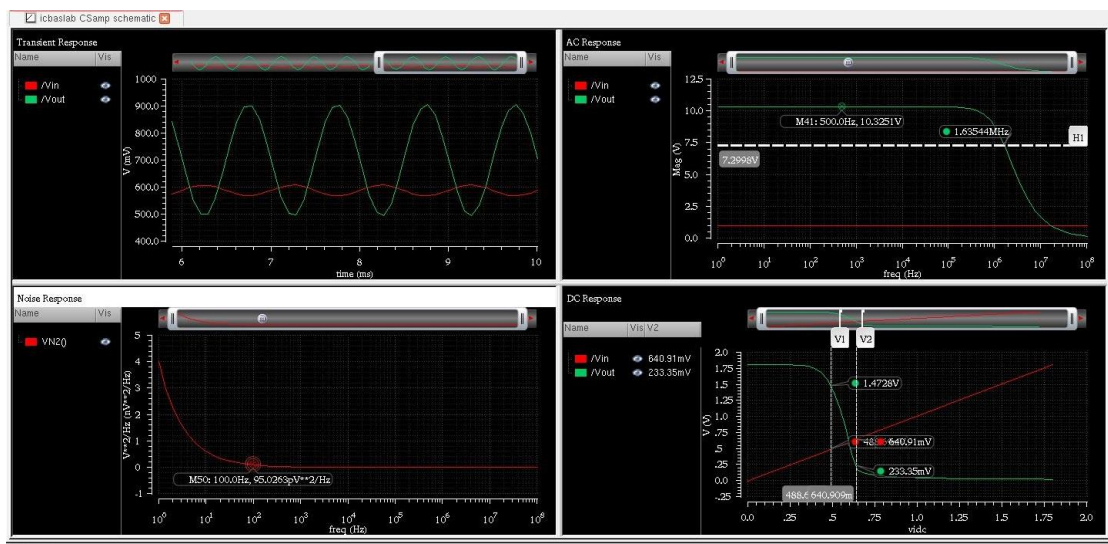 icbaslab CSamp schematic
Transient Response
Name Vis
/Vin
/Vout
1000
900.0
800.0
700.0
600.0
500.0
400.0
V (mV)
6 7 8 9 10
time (ms)
AC Response
Name Vis
/Vin
/Vout
12.5
10.0
7.5
5.0
2.5
0.0
Mag (V)
M41: 500.0Hz, 10.3251V
1.63544MHz
H1
7.2998V
10^0 10^1 10^2 10^3 10^4 10^5 10^6 10^7 10^8
freq (Hz)
Noise Response
Name Vis
VN2()
5
4
3
2
1
0
-1
V**2/Hz (nV**2/Hz)
M50: 100.0Hz, 95.0263pV**2/Hz
10^0 10^1 10^2 10^3 10^4 10^5 10^6 10^7 10^8
freq (Hz)
DC Response
Name Vis V2
/Vin 640.91mV
/Vout 233.35mV
V1 V2
2.0
1.75
1.5
1.25
1.0
.75
.5
.25
0.0
-.25
V (V)
1.4728V
640.91mV
233.35mV
640.909m
0.0 .25 .5 .75 1.0 1.25 1.5 1.75 2.0
vidc